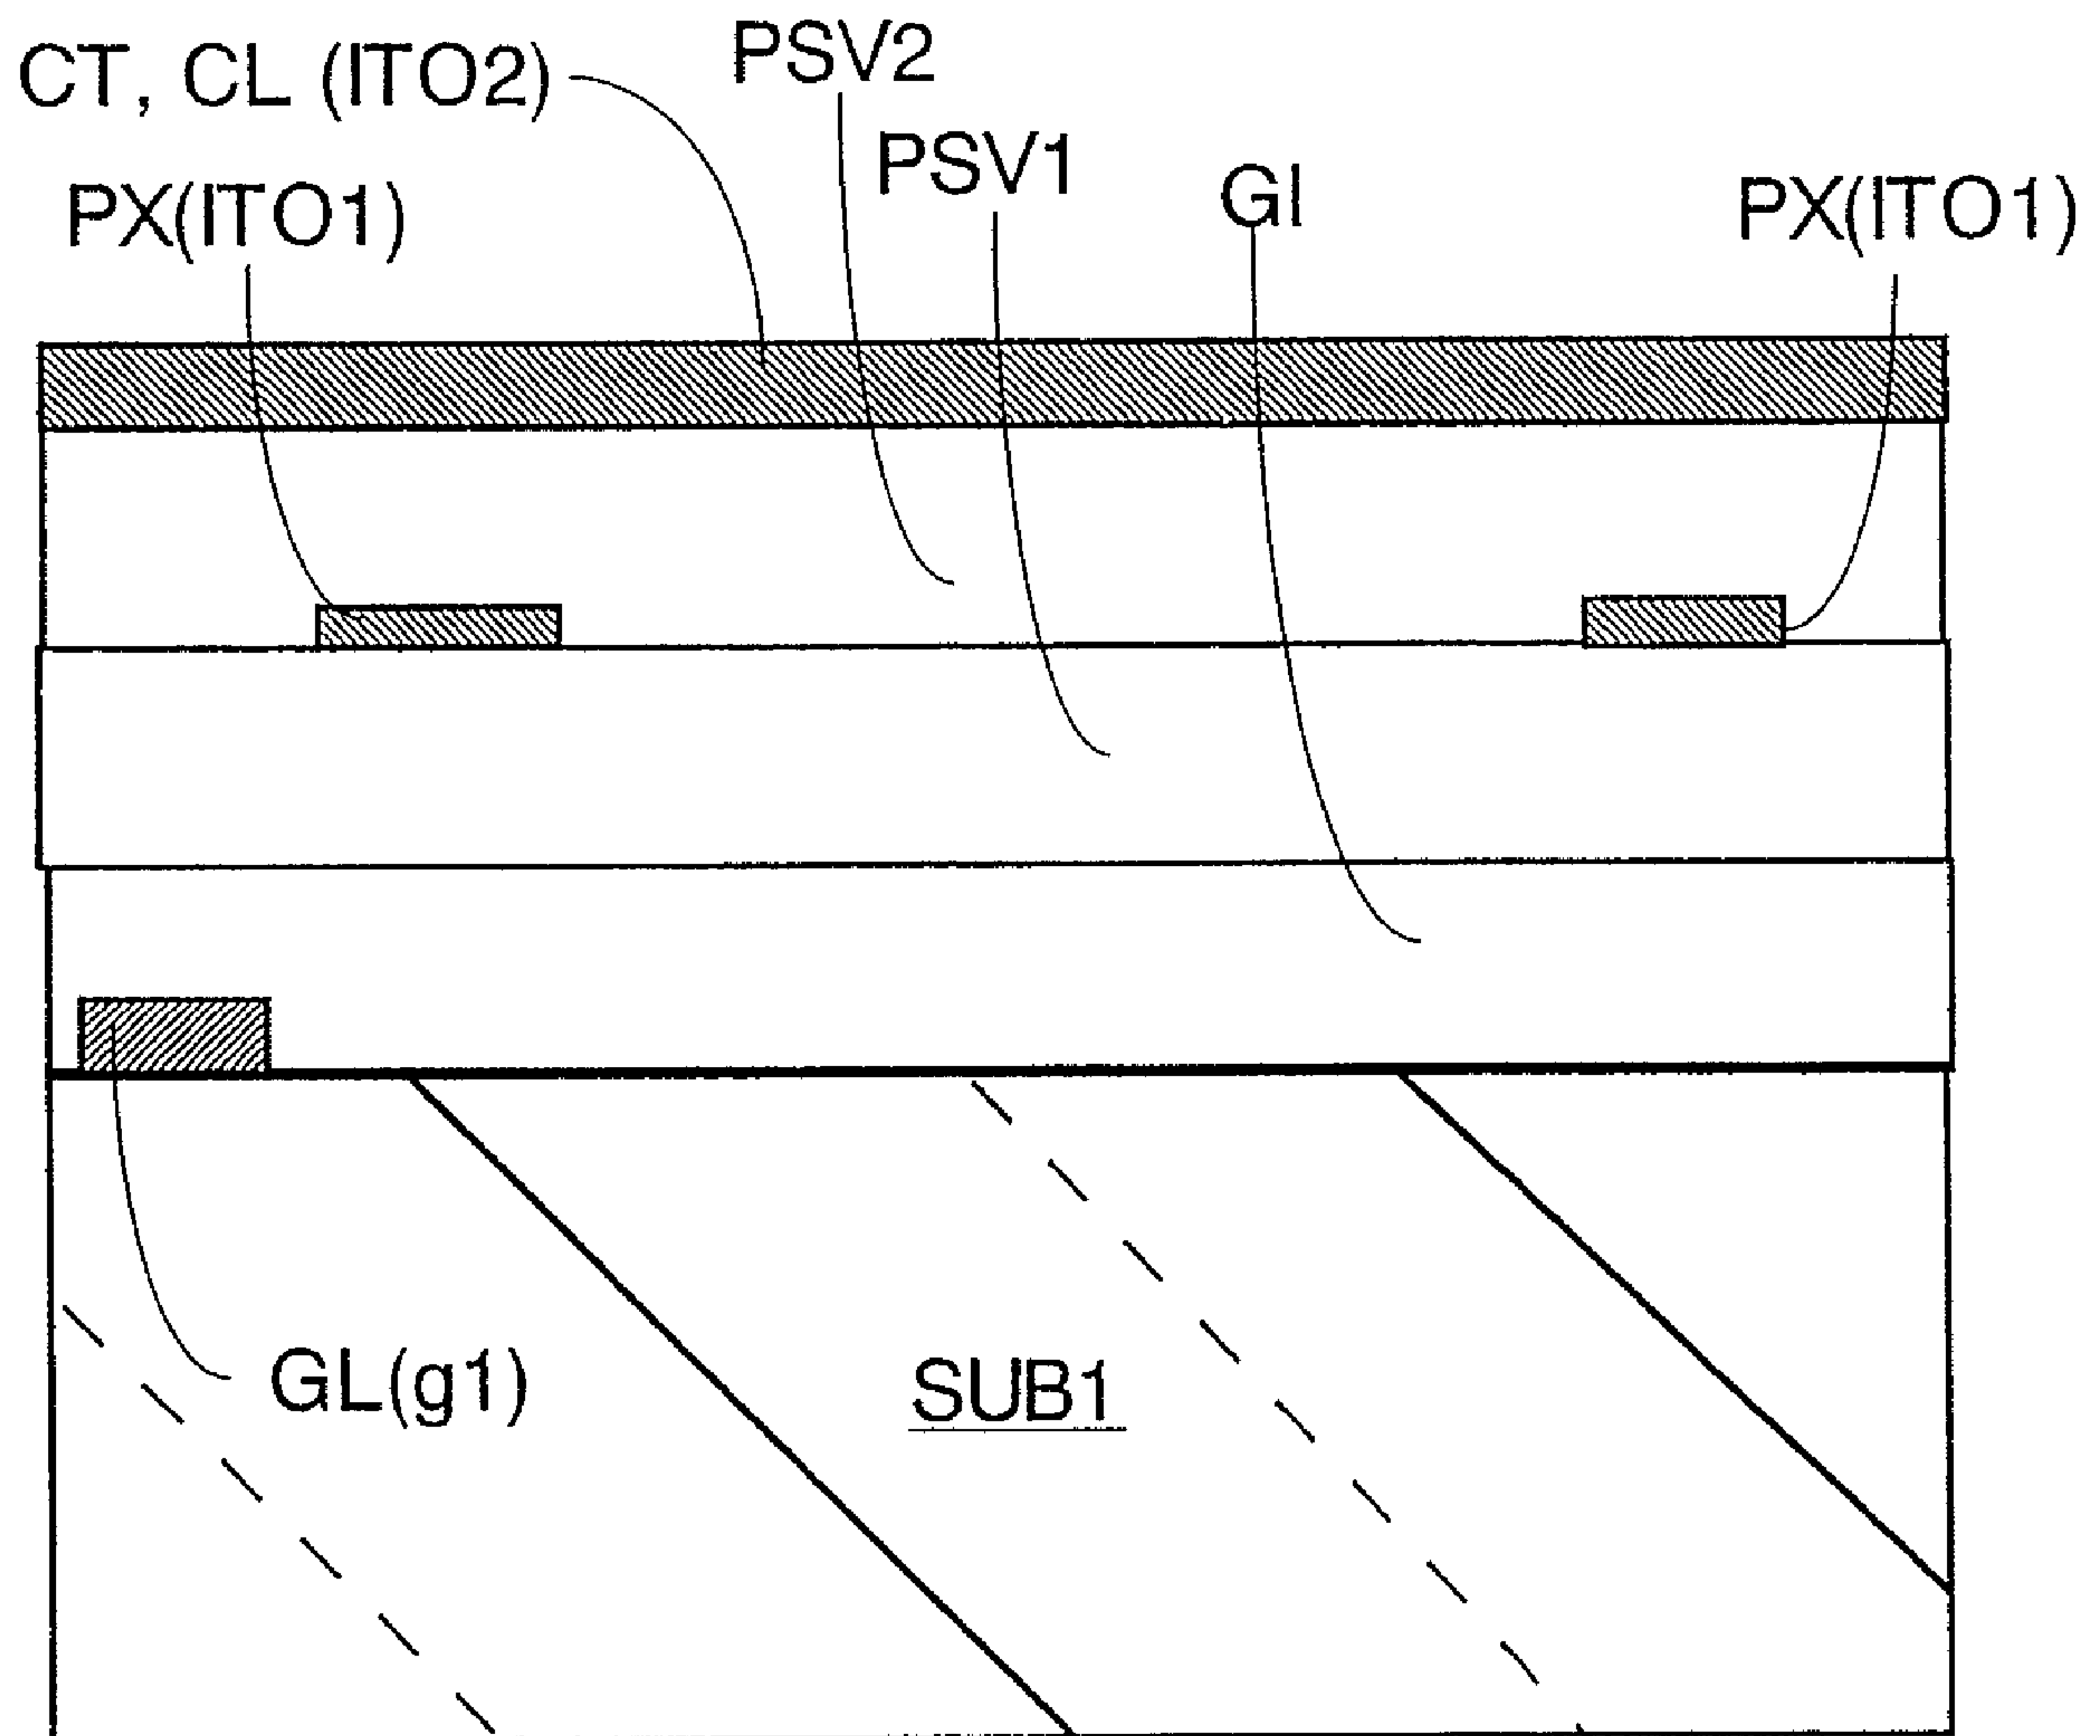 CT, CL (ITO2)
PSV2
PSV1
PX(ITO1)
GI
PX(ITO1)
GL(g1)
SUB1